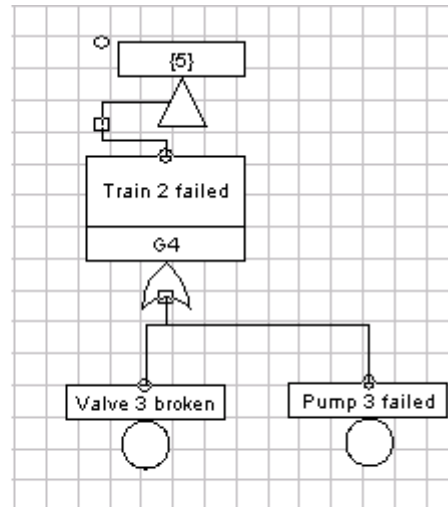 {5}
Train 2 failed
G4
Valve 3 broken
Pump 3 failed